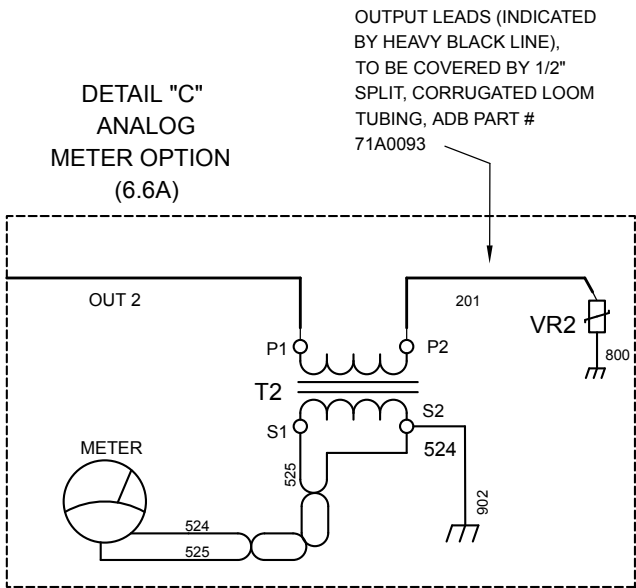 OUTPUT LEADS (INDICATED
BY HEAVY BLACK LINE),
TO BE COVERED BY 1/2"
SPLIT, CORRUGATED LOOM
TUBING, ADB PART #
71A0093
DETAIL "C"
ANALOG
METER OPTION
(6.6A)
OUT 2
201
VR2
800
P1
P2
T2
S1
S2
524
525
902
METER
524
525